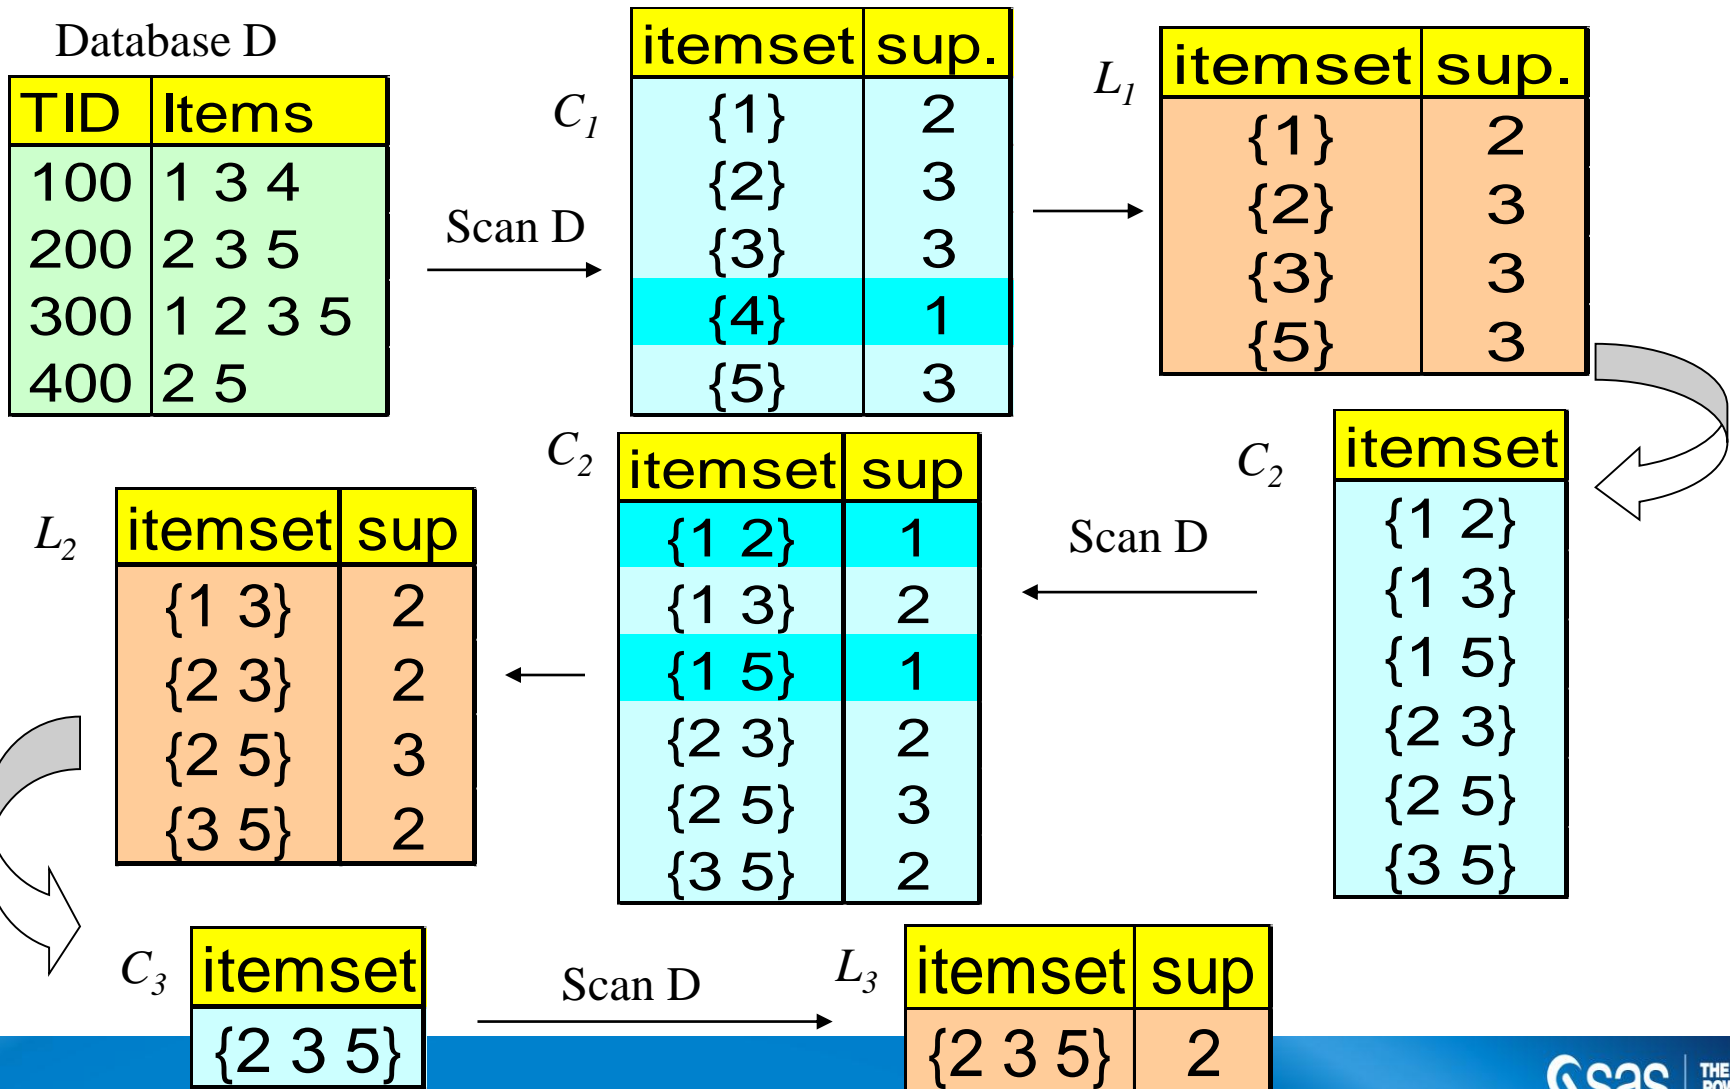 Database D
TID Items
100 1 3 4
200 2 3 5
300 1 2 3 5
400 2 5
Scan D
C1
itemset sup.
{1} 2
{2} 3
{3} 3
{4} 1
{5} 3
L1
itemset sup.
{1} 2
{2} 3
{3} 3
{5} 3
C2
itemset
{1 2}
{1 3}
{1 5}
{2 3}
{2 5}
{3 5}
Scan D
C2
itemset sup
{1 2} 1
{1 3} 2
{1 5} 1
{2 3} 2
{2 5} 3
{3 5} 2
L2
itemset sup
{1 3} 2
{2 3} 2
{2 5} 3
{3 5} 2
C3
itemset
{2 3 5}
Scan D
L3
itemset sup
{2 3 5} 2
sas
THE